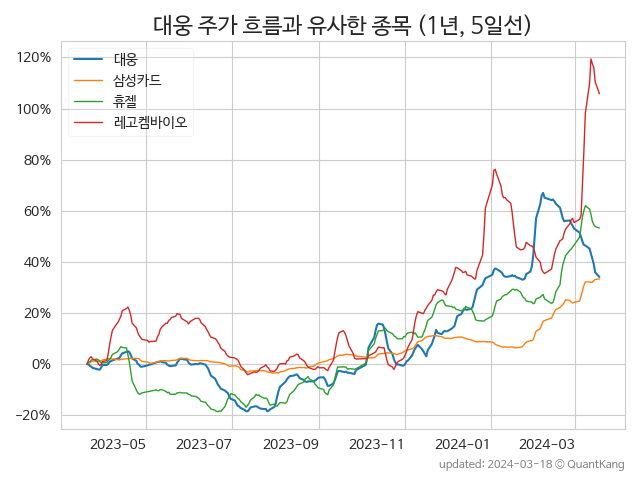 대웅 주가 흐름과 유사한 종목 (1년, 5일선)
120%
100%
80%
60%
40%
20%
0%
−20%
대웅
삼성카드
휴젤
레고켐바이오
2023-05
2023-07
2023-09
2023-11
2024-01
2024-03
updated: 2024-03-18 © QuantKang